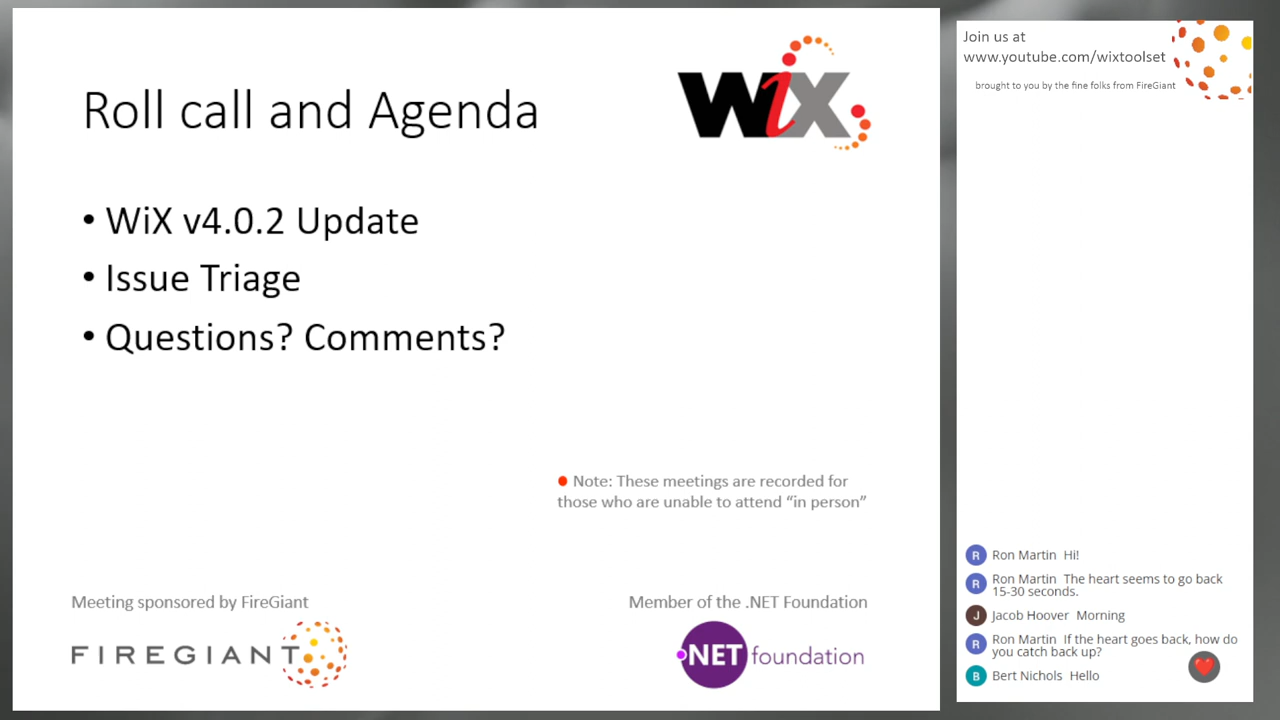 Roll call and Agenda
WiX
• WiX v4.0.2 Update
• Issue Triage
• Questions? Comments?
Note: These meetings are recorded for
those who are unable to attend “in person”
Meeting sponsored by FireGiant
FIREGIANT
Member of the .NET Foundation
.NET foundation
Join us at
www.youtube.com/wixtoolset
brought to you by the fine folks from FireGiant
R Ron Martin Hi!
R Ron Martin The heart seems to go back
15-30 seconds.
J Jacob Hoover Morning
R Ron Martin If the heart goes back, how do
you catch back up?
B Bert Nichols Hello